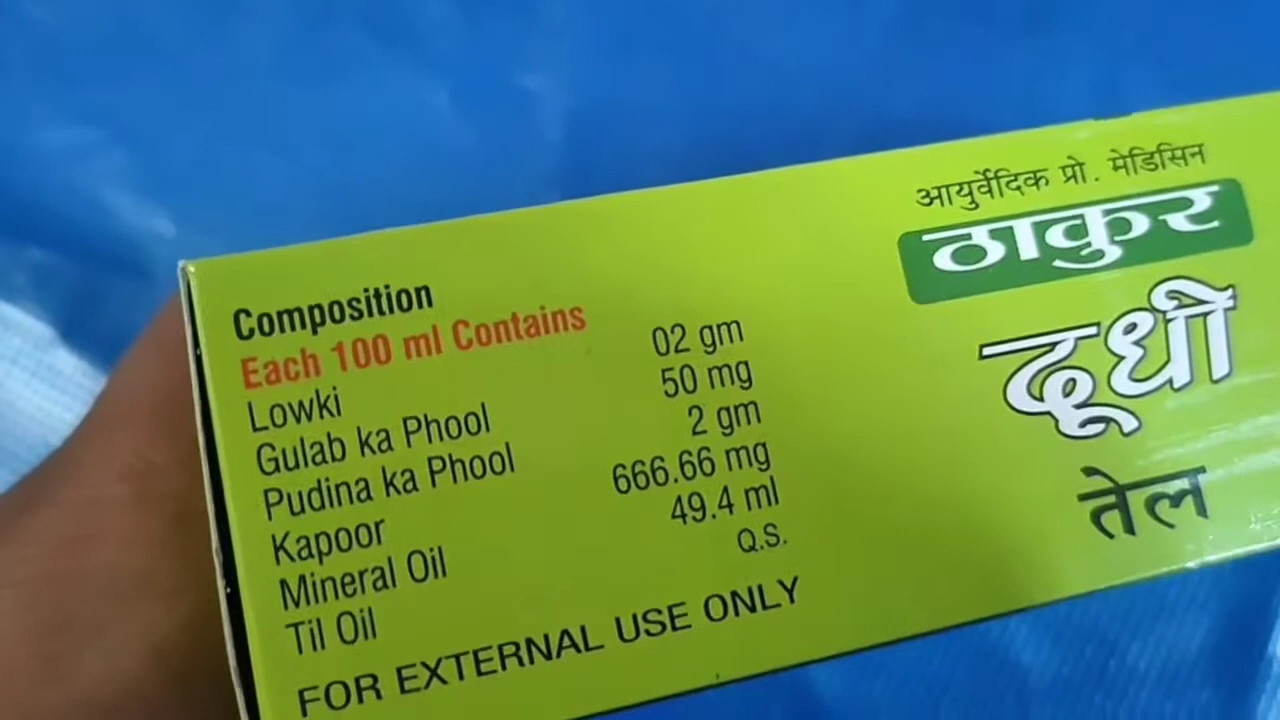 Composition
Each 100 ml Contains
Lowki 02 gm
Gulab ka Phool 50 mg
Pudina ka Phool 2 gm
Kapoor 666.66 mg
Mineral Oil 49.4 ml
Til Oil Q.S.
FOR EXTERNAL USE ONLY
आयुर्वेदिक प्रो. मेडिसिन
ठाकुर
दूधी
तेल